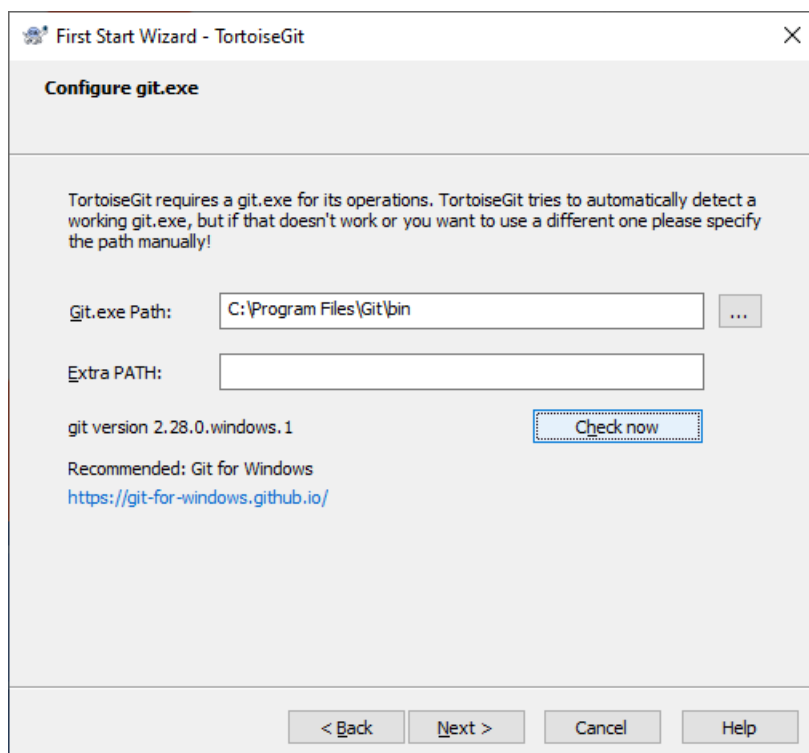 First Start Wizard - TortoiseGit
Configure git.exe
TortoiseGit requires a git.exe for its operations. TortoiseGit tries to automatically detect a
working git.exe, but if that doesn't work or you want to use a different one please specify
the path manually!
Git.exe Path: C:\Program Files\Git\bin ...
Extra PATH:
git version 2.28.0.windows.1 Check now
Recommended: Git for Windows
https://git-for-windows.github.io/
< Back Next > Cancel Help